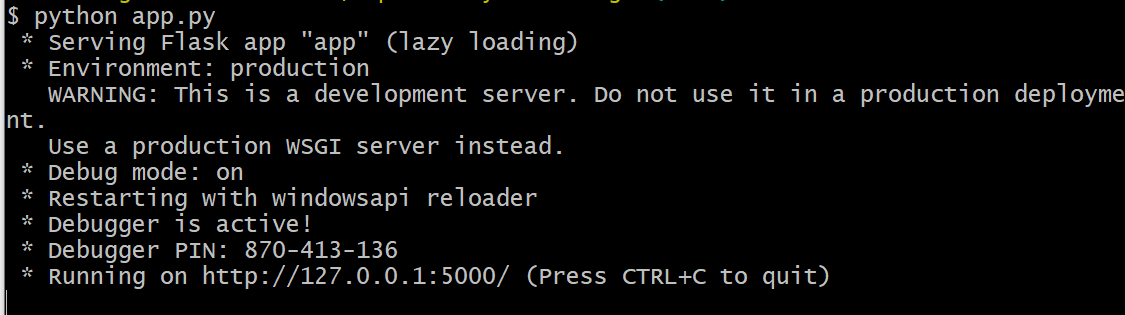 $ python app.py
 * Serving Flask app "app" (lazy loading)
 * Environment: production
   WARNING: This is a development server. Do not use it in a production deployme
nt.
   Use a production WSGI server instead.
 * Debug mode: on
 * Restarting with windowsapi reloader
 * Debugger is active!
 * Debugger PIN: 870-413-136
 * Running on http://127.0.0.1:5000/ (Press CTRL+C to quit)